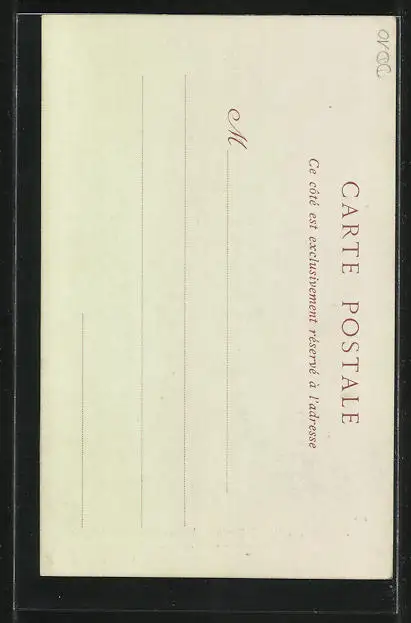 CARTE POSTALE
Ce côté est exclusivement réservé à l'adresse
M